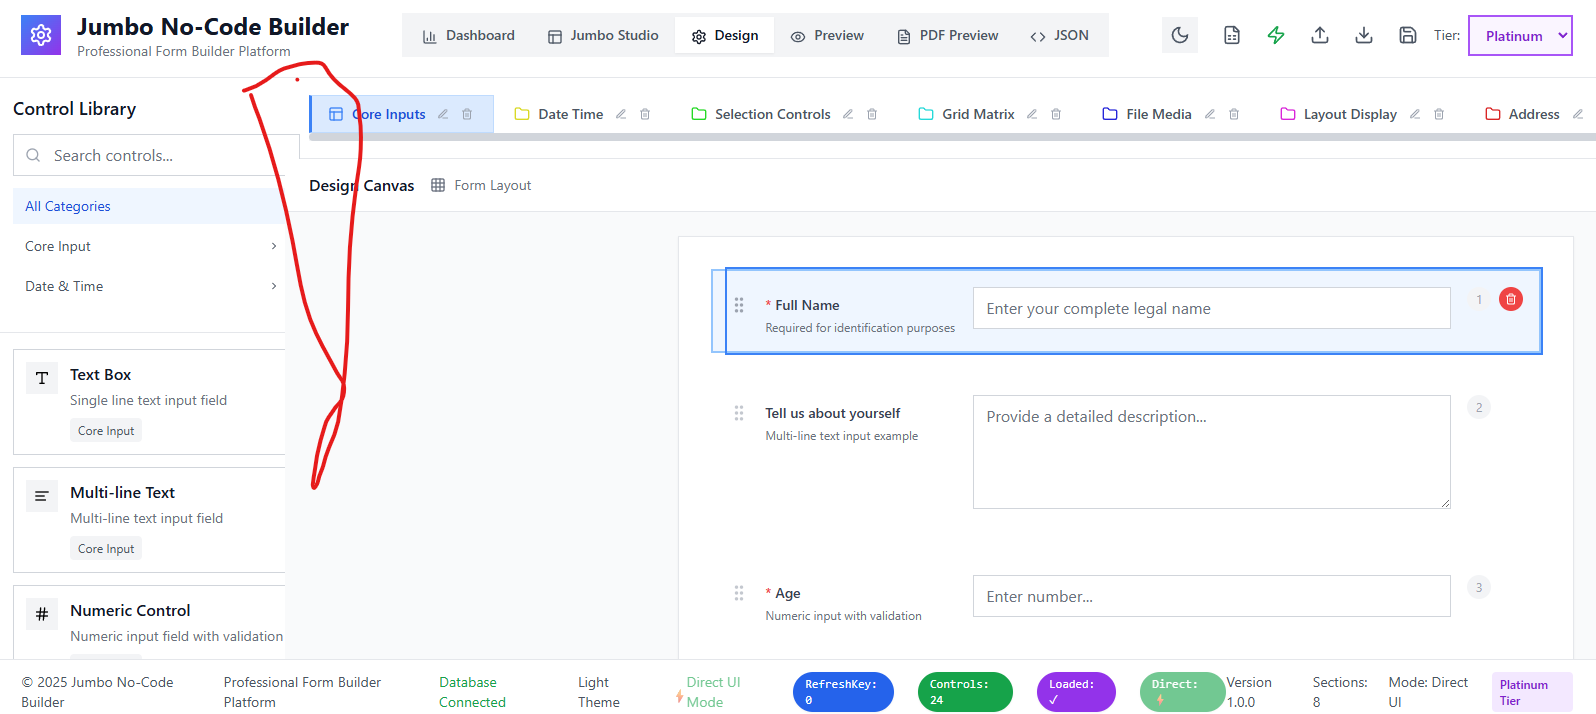 Jumbo No-Code Builder
Professional Form Builder Platform
Dashboard
Jumbo Studio
Design
Preview
PDF Preview
JSON
Tier:
Platinum
Control Library
Search controls...
All Categories
Core Input
Date & Time
Text Box
Single line text input field
Core Input
Multi-line Text
Multi-line text input field
Core Input
Numeric Control
Numeric input field with validation
Core Inputs
Date Time
Selection Controls
Grid Matrix
File Media
Layout Display
Address
Design Canvas
Form Layout
* Full Name
Required for identification purposes
Enter your complete legal name
1
Tell us about yourself
Multi-line text input example
Provide a detailed description...
2
* Age
Numeric input with validation
Enter number...
3
© 2025 Jumbo No-Code
Builder
Professional Form Builder
Platform
Database
Connected
Light
Theme
Direct UI
Mode
RefreshKey:
0
Controls:
24
Loaded:
✓
Direct:
⚡
Version
1.0.0
Sections:
8
Mode: Direct
UI
Platinum
Tier